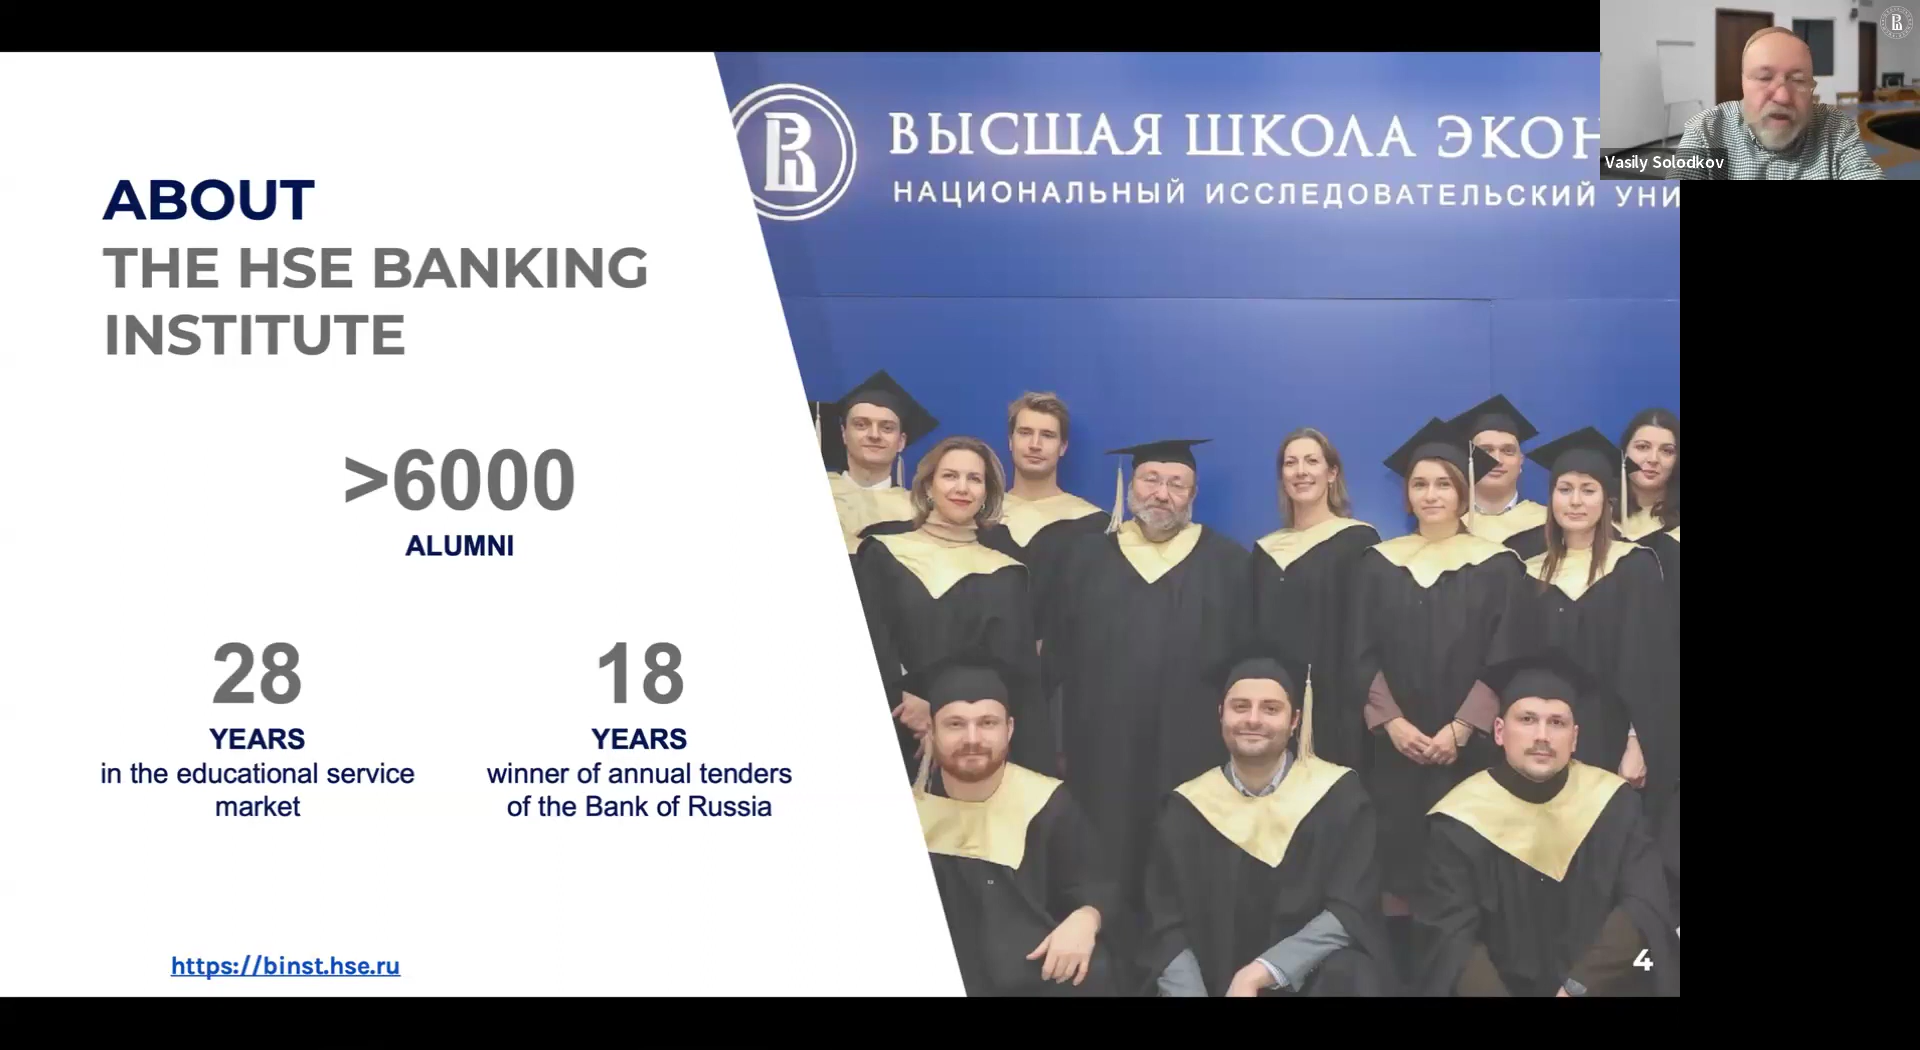 ABOUT
THE HSE BANKING
INSTITUTE
>6000
ALUMNI
28
YEARS
in the educational service
market
18
YEARS
winner of annual tenders
of the Bank of Russia
https://binst.hse.ru
ВЫСШАЯ ШКОЛА ЭКОН
НАЦИОНАЛЬНЫЙ ИССЛЕДОВАТЕЛЬСКИЙ УНИ
4
Vasily Solodkov